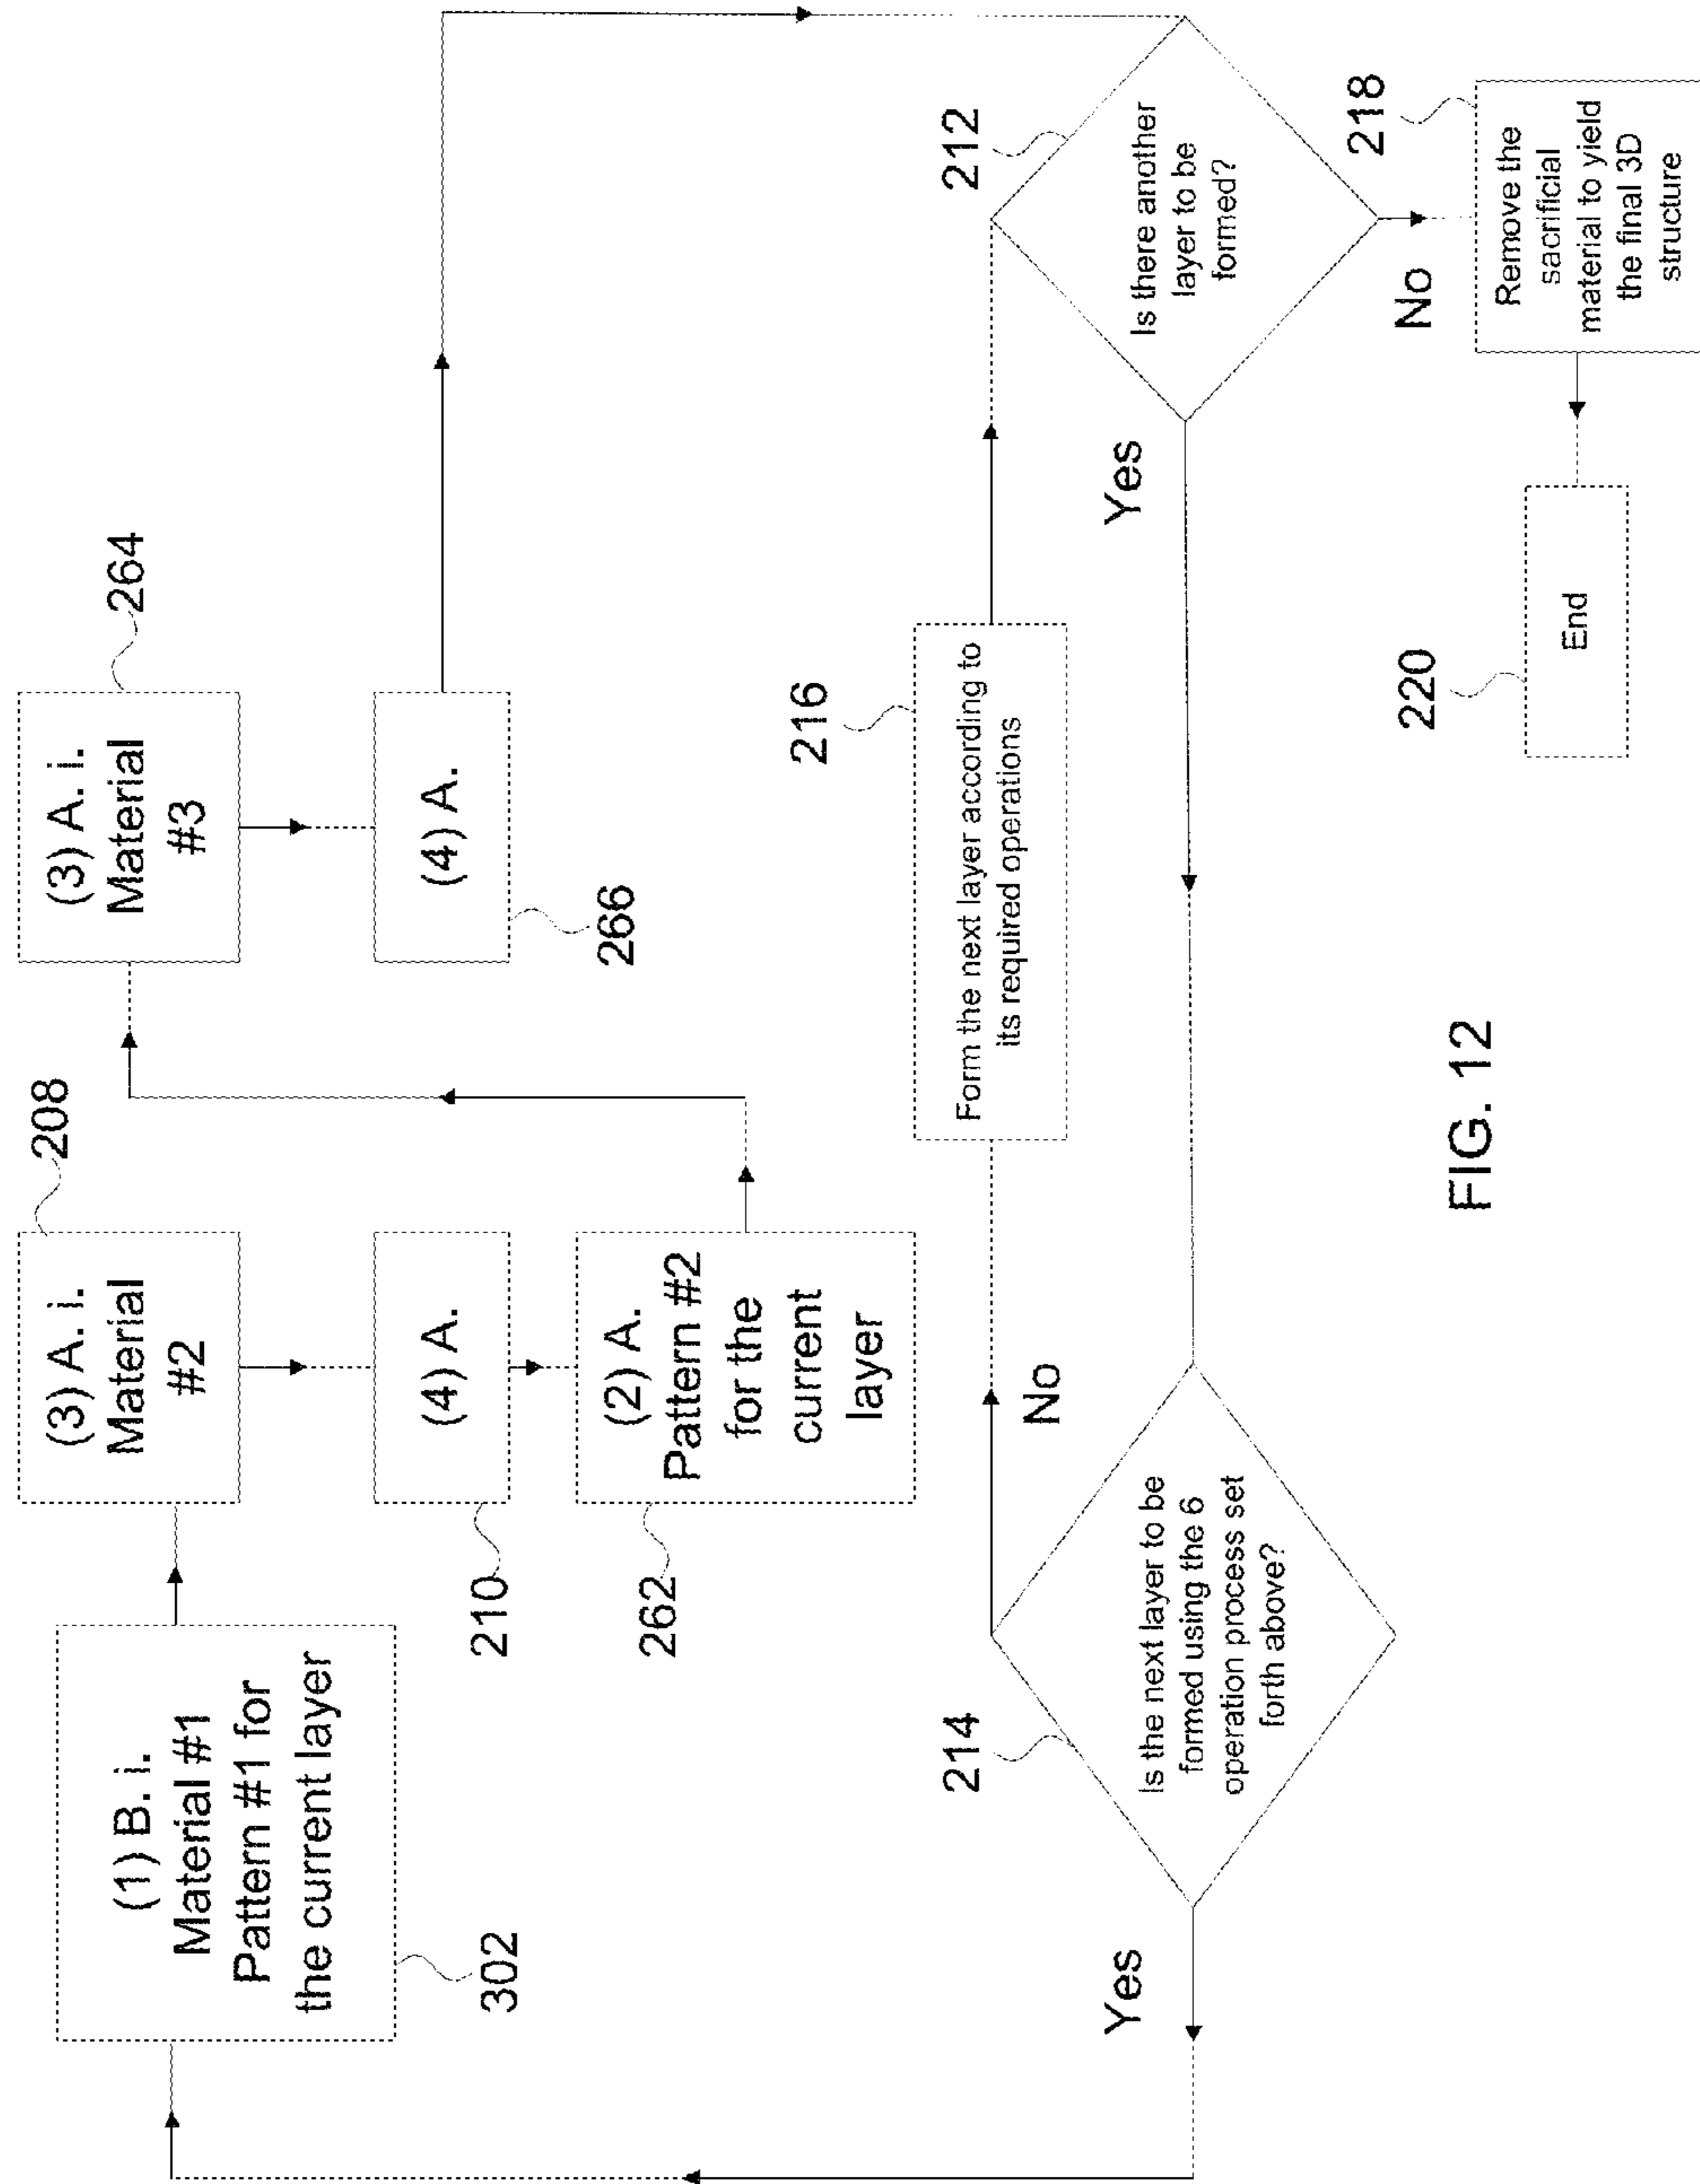 (1) B. i.
Material #1
Pattern #1 for
the current layer
302
(3) A. i.
Material
#2
208
(4) A.
210
(2) A.
Pattern #2
for the
current
layer
262
(3) A. i.
Material
#3
264
(4) A.
266
Is there another
layer to be
formed?
212
Yes
No
Form the next layer according to
its required operations
216
Is the next layer to be
formed using the 6
operation process set
forth above?
214
Yes
No
Remove the
sacrificial
material to yield
the final 3D
structure
218
End
220
FIG. 12